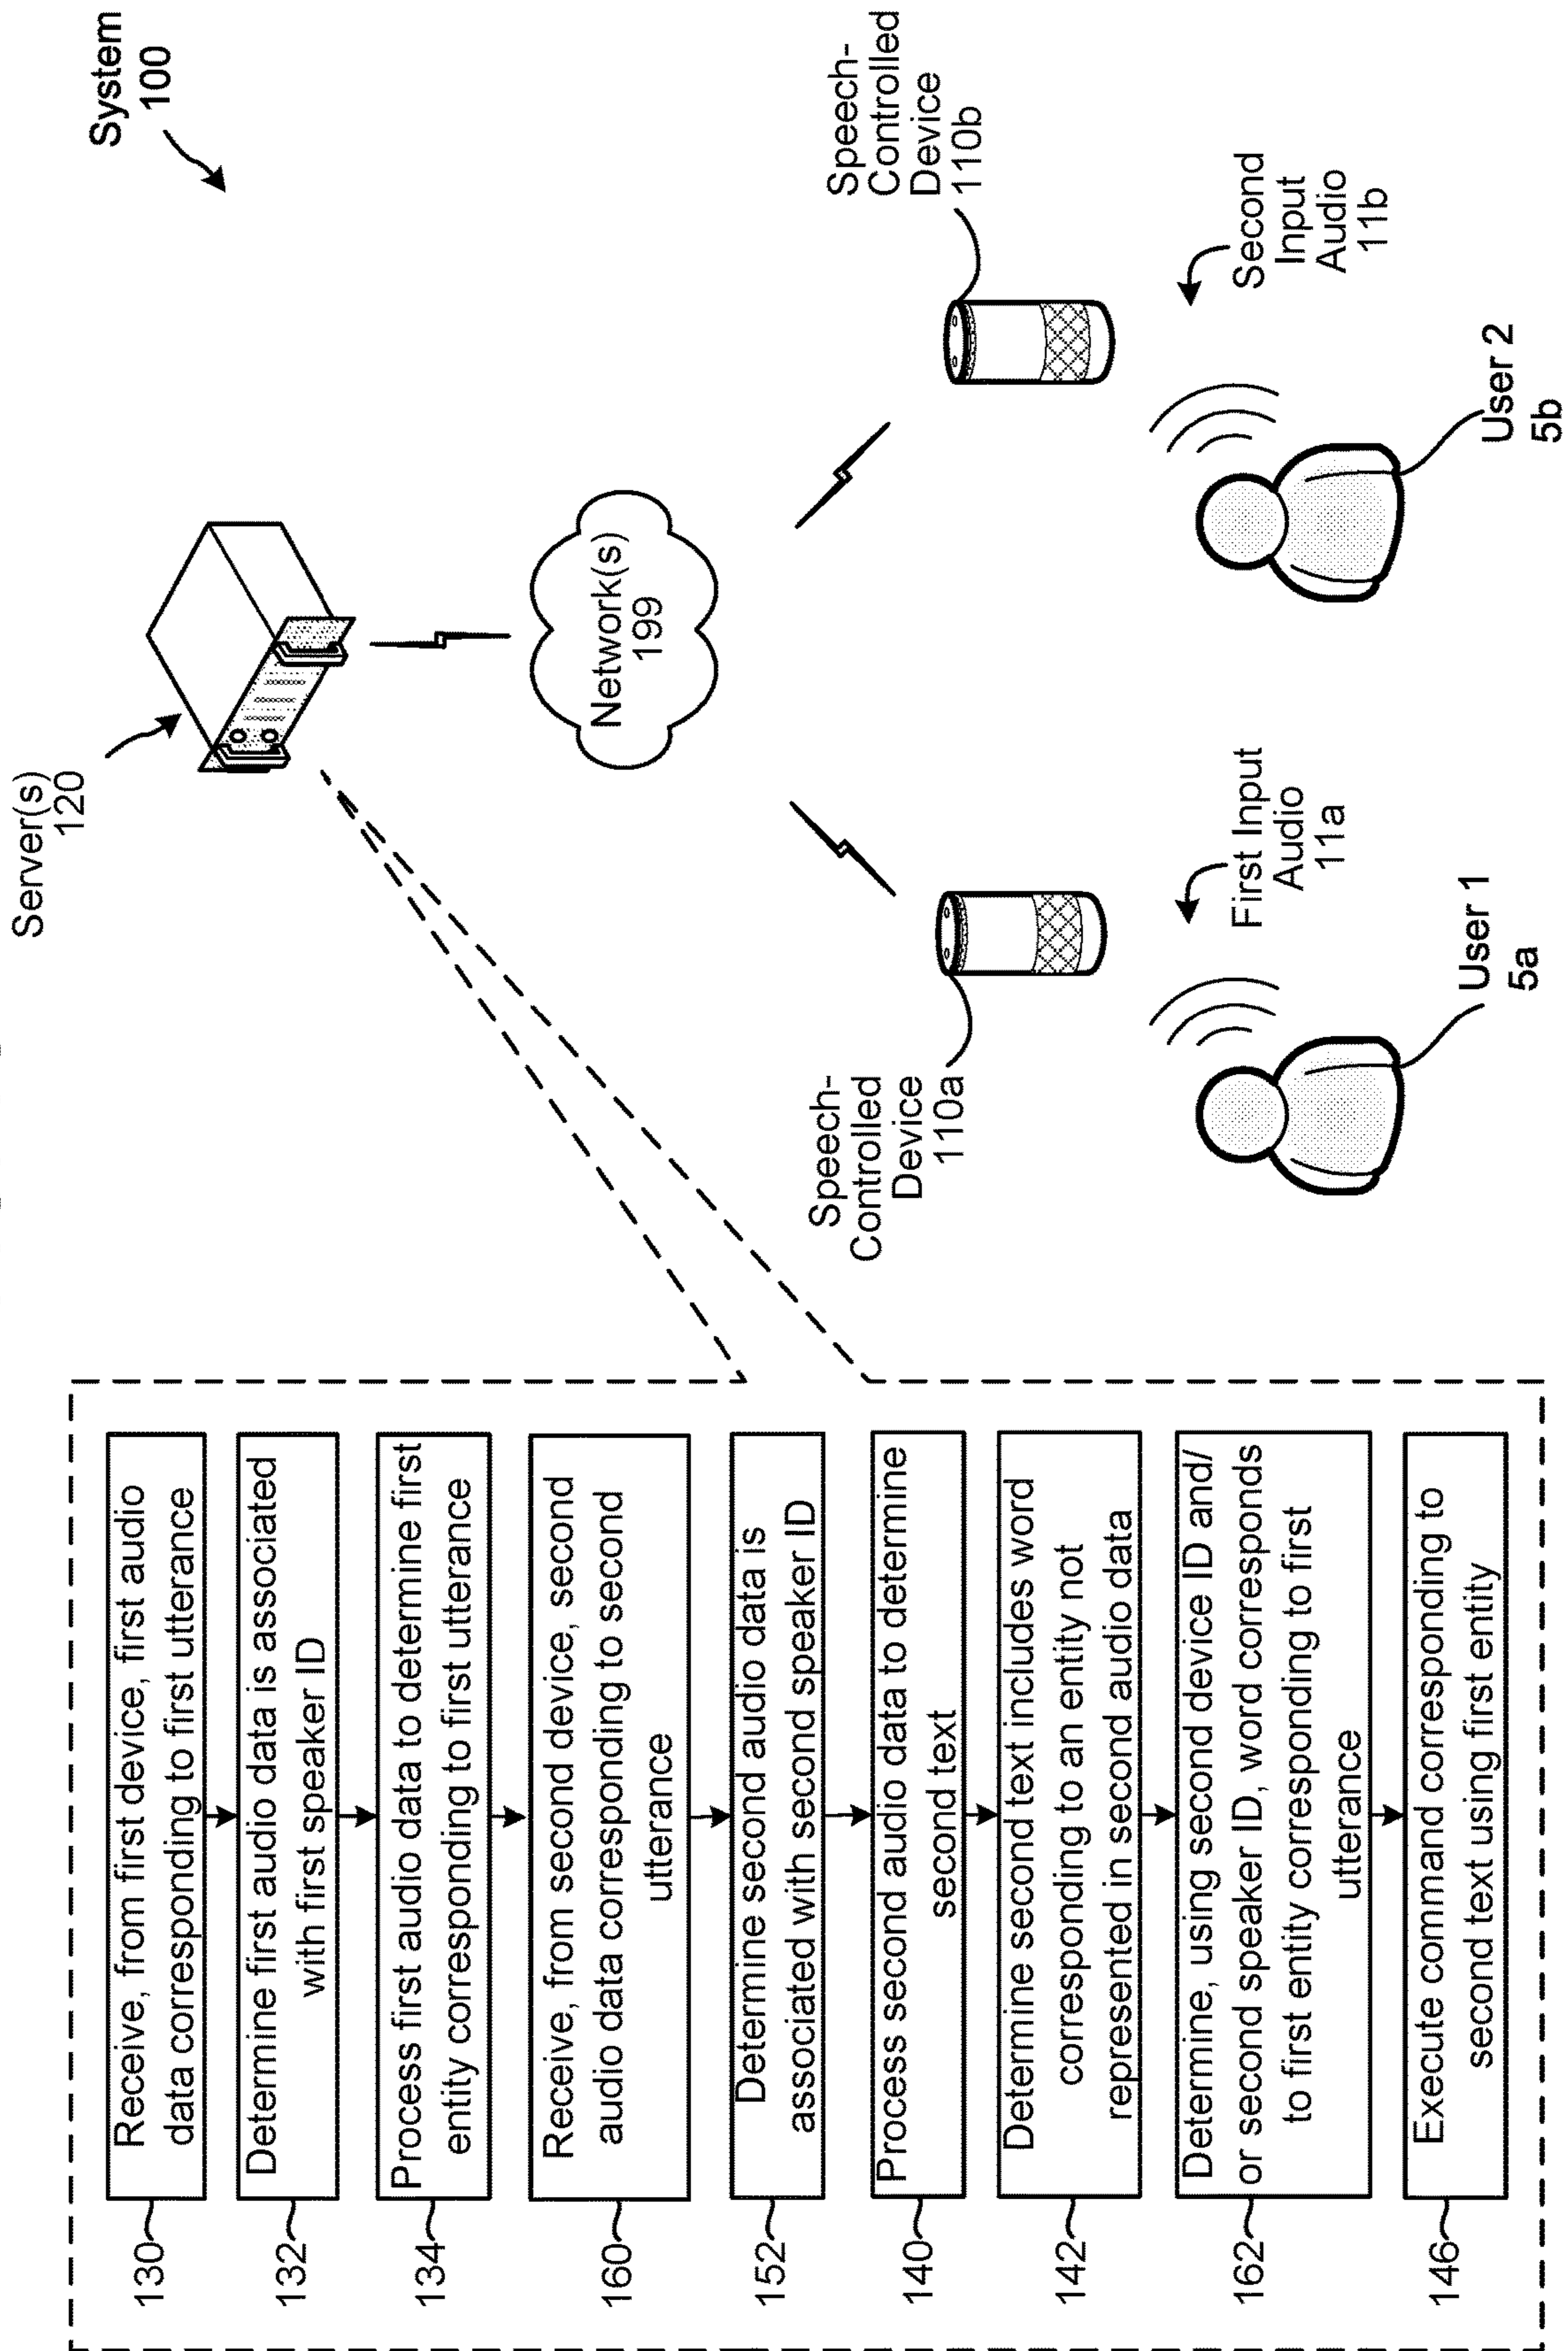 System
100
Server(s)
120
Network(s)
199
Speech-
Controlled
Device
110a
Speech-
Controlled
Device
110b
First Input
Audio
11a
Second
Input
Audio
11b
User 1
5a
User 2
5b
130
Receive, from first device, first audio
data corresponding to first utterance
132
Determine first audio data is associated
with first speaker ID
134
Process first audio data to determine first
entity corresponding to first utterance
160
Receive, from second device, second
audio data corresponding to second
utterance
152
Determine second audio data is
associated with second speaker ID
140
Process second audio data to determine
second text
142
Determine second text includes word
corresponding to an entity not
represented in second audio data
162
Determine, using second device ID and/
or second speaker ID, word corresponds
to first entity corresponding to first
utterance
146
Execute command corresponding to
second text using first entity